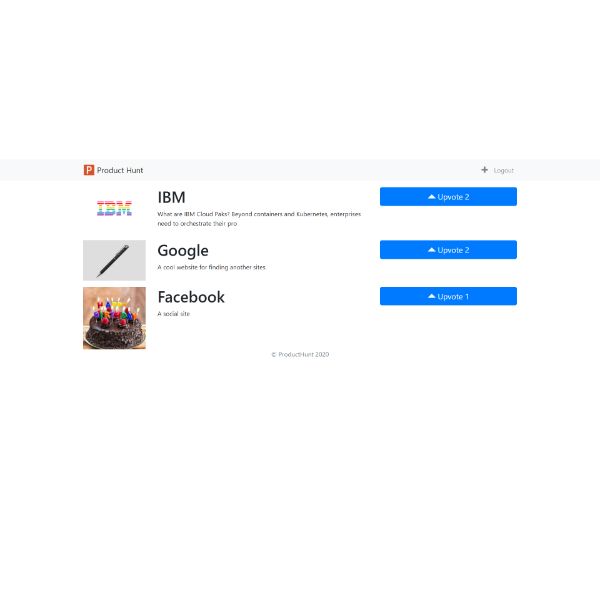 P Product Hunt
+ Logout
IBM
IBM
What are IBM Cloud Paks? Beyond containers and Kubernetes, enterprises
need to orchestrate their pro
Upvote 2
Google
A cool website for finding another sites
Upvote 2
Facebook
A social site
Upvote 1
© ProductHunt 2020